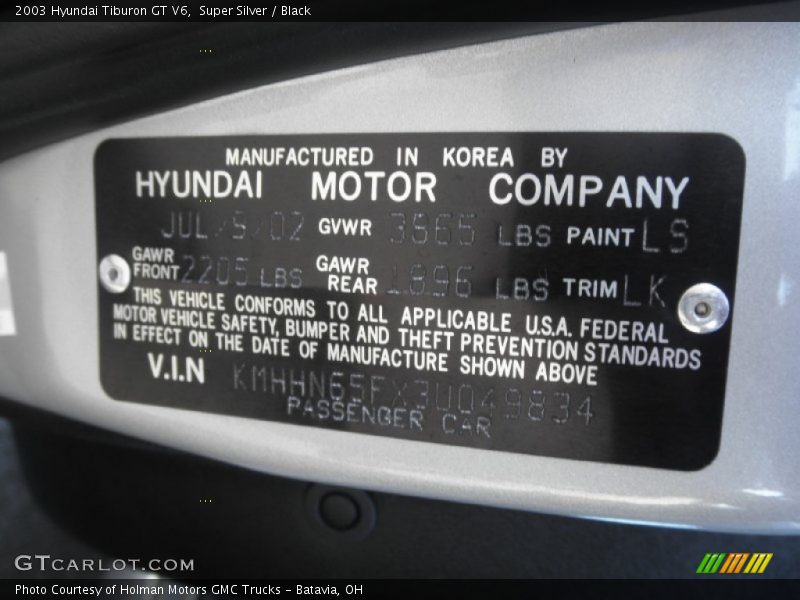 2003 Hyundai Tiburon GT V6, Super Silver / Black
MANUFACTURED IN KOREA BY
HYUNDAI MOTOR COMPANY
JUL/9/02 GVWR 3565 LBS PAINT LS
GAWR FRONT 2205 LBS GAWR REAR 1896 LBS TRIM LK
THIS VEHICLE CONFORMS TO ALL APPLICABLE U.S.A. FEDERAL
MOTOR VEHICLE SAFETY, BUMPER AND THEFT PREVENTION STANDARDS
IN EFFECT ON THE DATE OF MANUFACTURE SHOWN ABOVE
V.I.N KMHHN65FX3U049834
PASSENGER CAR
GTCARLOT.COM
Photo Courtesy of Holman Motors GMC Trucks - Batavia, OH